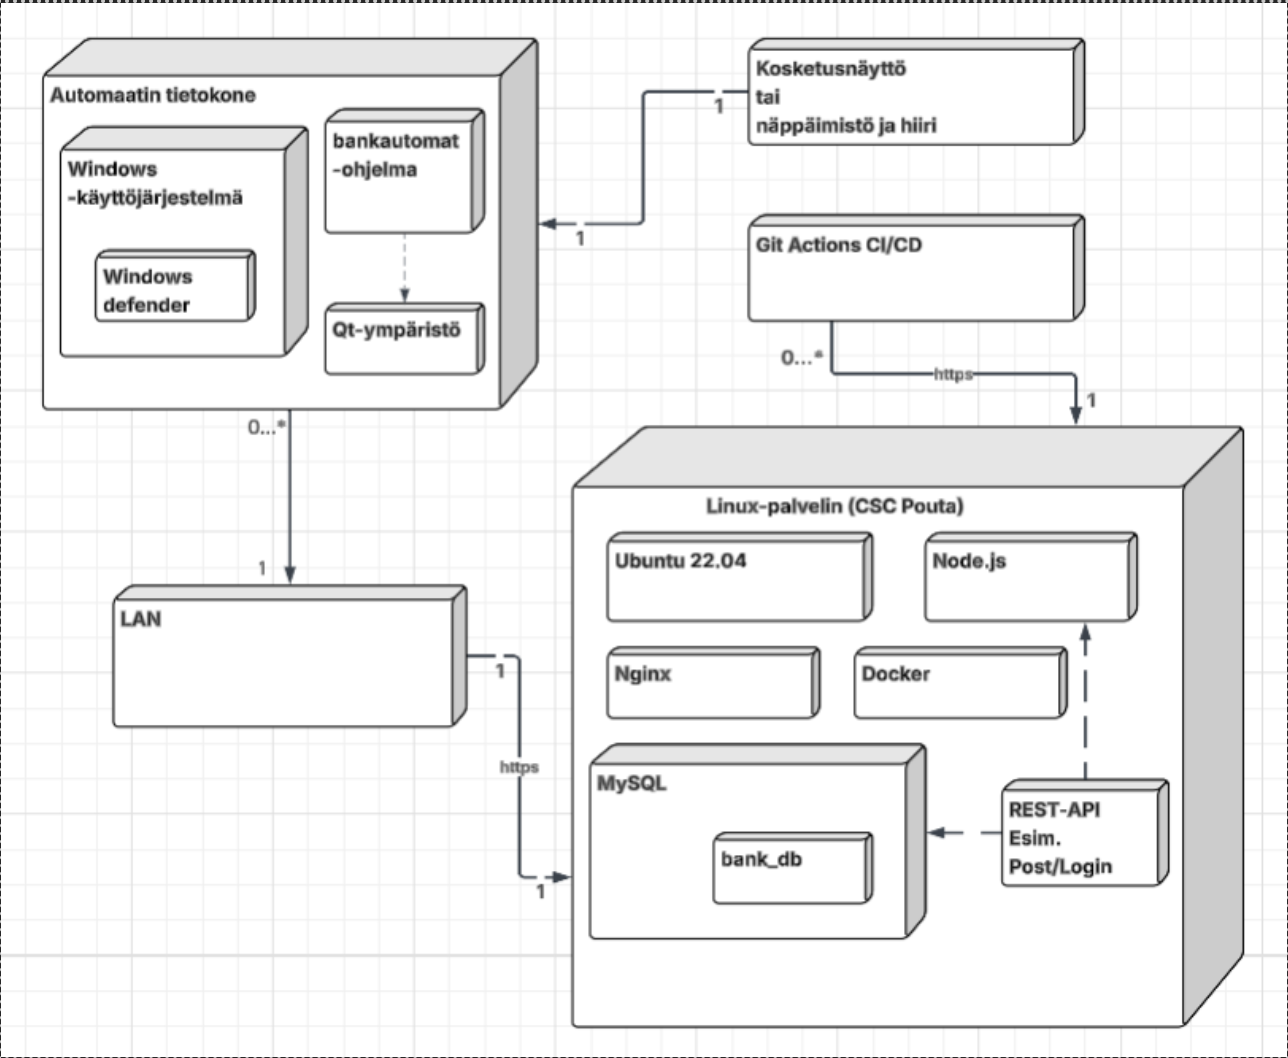 Automaatin tietokone
Windows
-käyttöjärjestelmä
Windows
defender
bankautomat
-ohjelma
Qt-ympäristö
Kosketusnäyttö
tai
näppäimistö ja hiiri
1
1
Git Actions CI/CD
0...*
https
1
0...*
1
LAN
1
https
1
Linux-palvelin (CSC Pouta)
Ubuntu 22.04
Node.js
Nginx
Docker
MySQL
bank_db
REST-API
Esim.
Post/Login